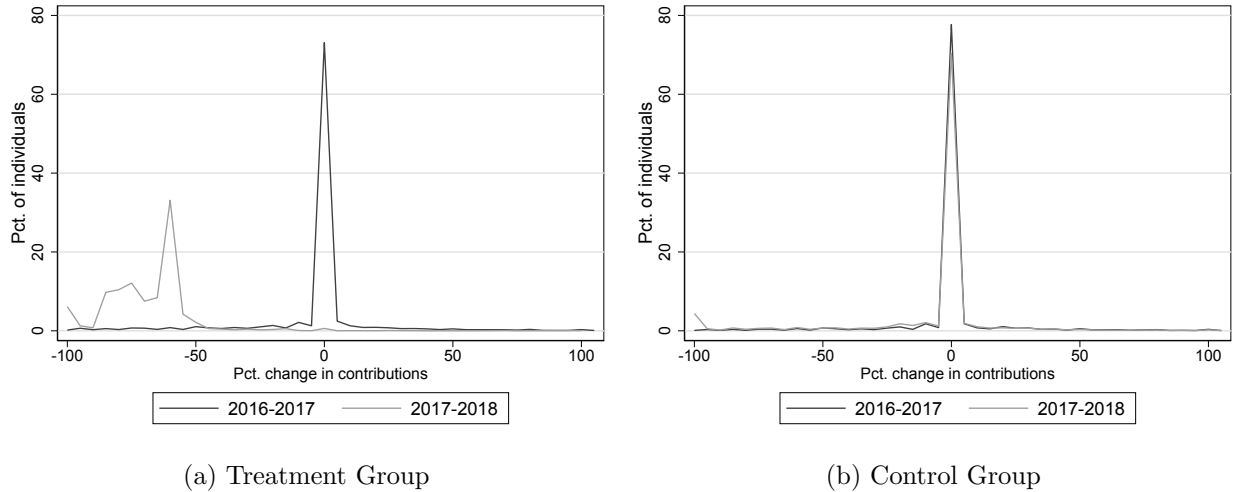 Pct. of individuals
80
60
40
20
0
-100 -50 0 50 100
Pct. change in contributions
2016-2017 2017-2018
(a) Treatment Group
Pct. of individuals
80
60
40
20
0
-100 -50 0 50 100
Pct. change in contributions
2016-2017 2017-2018
(b) Control Group